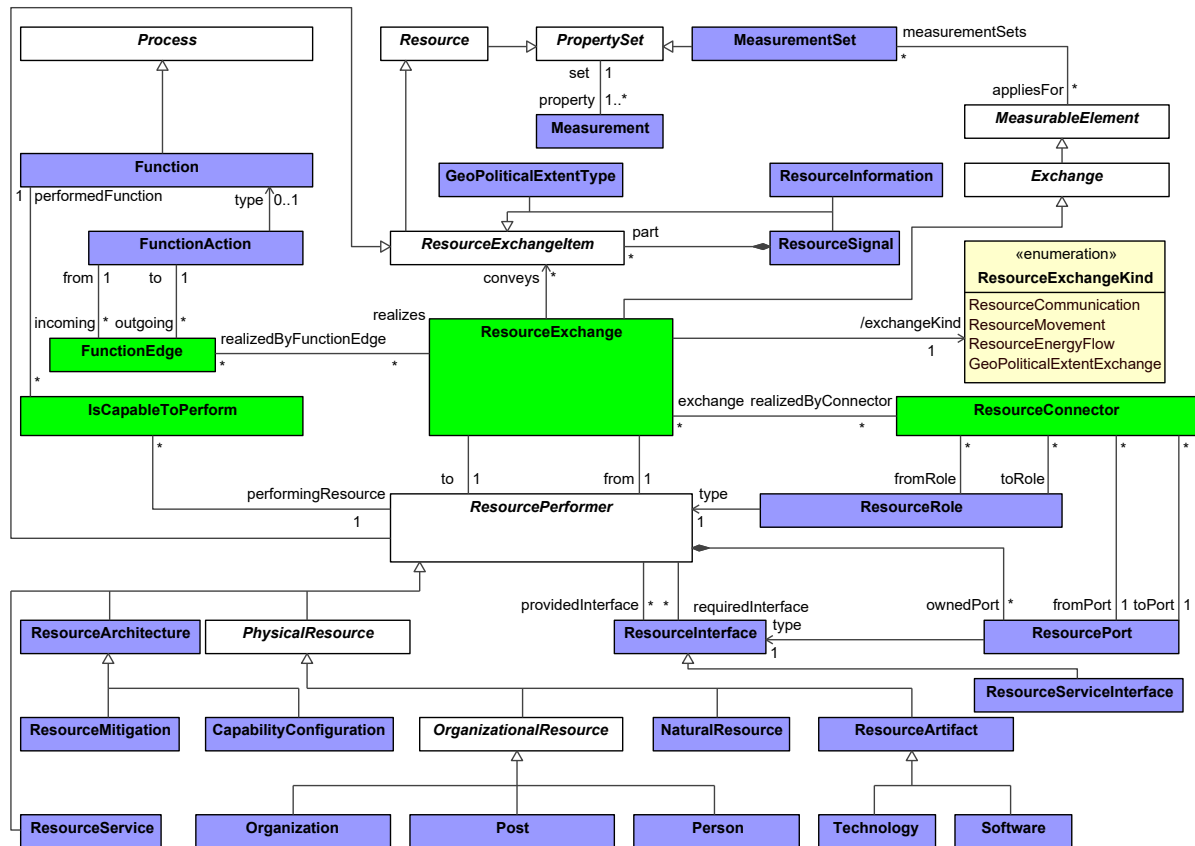 Process
Resource
PropertySet
MeasurementSet
measurementSets
*
set 1
property 1..*
appliesFor *
Measurement
MeasurableElement
Function
GeoPoliticalExtentType
ResourceInformation
Exchange
1 performedFunction
type 0..1
FunctionAction
ResourceExchangeItem
part
*
ResourceSignal
«enumeration»
ResourceExchangeKind
ResourceCommunication
ResourceMovement
ResourceEnergyFlow
GeoPoliticalExtentExchange
from 1 to 1
conveys *
incoming * outgoing *
realizes
ResourceExchange
/exchangeKind
1
FunctionEdge
realizedByFunctionEdge
* *
*
IsCapableToPerform
*
exchange realizedByConnector
* *
ResourceConnector
* * * *
to 1
from 1
fromRole toRole
performingResource
1
ResourcePerformer
type
1
ResourceRole
providedInterface * * requiredInterface
ownedPort * fromPort 1 toPort 1
ResourceArchitecture
PhysicalResource
ResourceInterface
type
1
ResourcePort
ResourceServiceInterface
ResourceMitigation
CapabilityConfiguration
OrganizationalResource
NaturalResource
ResourceArtifact
ResourceService
Organization
Post
Person
Technology
Software